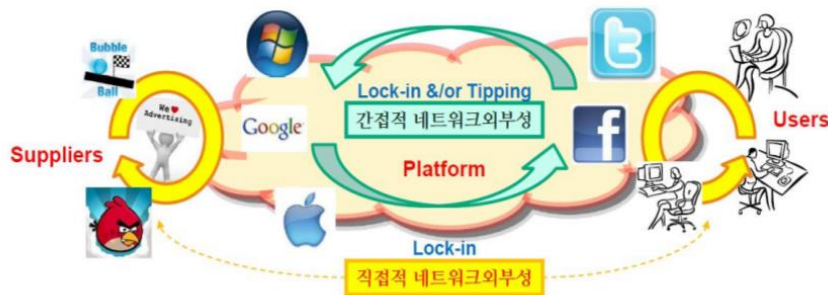 Bubble
Ball
We
Advertising
Suppliers
Google
Lock-in &/or Tipping
간접적 네트워크외부성
Platform
Users
Lock-in
직접적 네트워크외부성